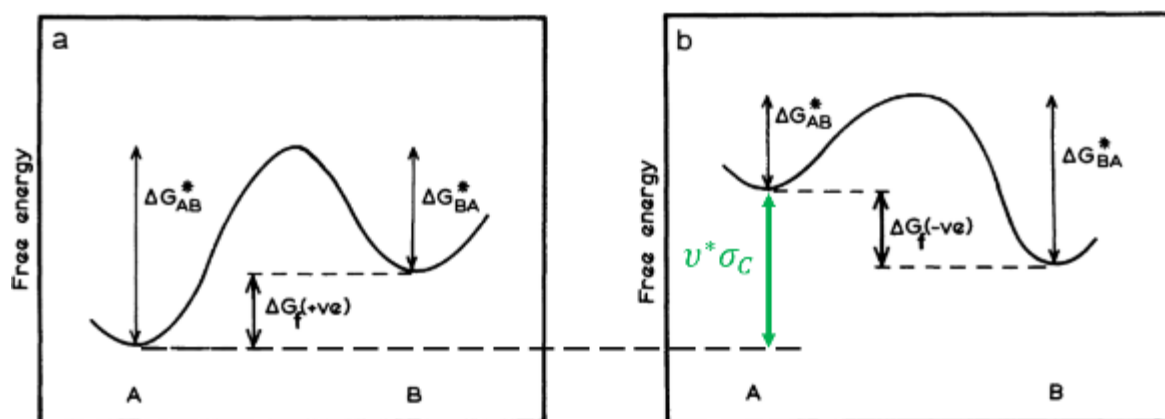 a
Free energy
ΔG*AB
ΔG*BA
ΔGf(+ve)
A
B
b
Free energy
ΔG*AB
ΔG*BA
ΔGf(-ve)
υ*σC
A
B